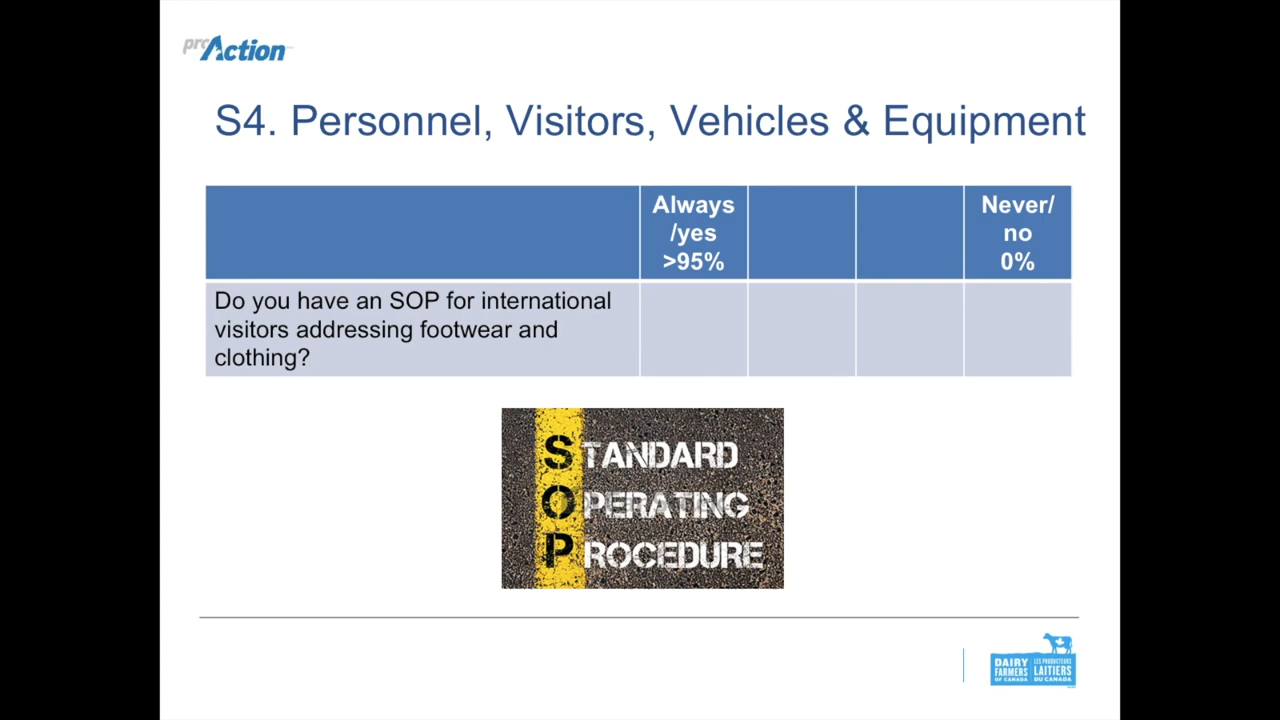 proAction
S4. Personnel, Visitors, Vehicles & Equipment
Always
/yes
>95%
Never/
no
0%
Do you have an SOP for international
visitors addressing footwear and
clothing?
STANDARD
OPERATING
PROCEDURE
DAIRY
FARMERS
OF CANADA
LES PRODUCTEURS
LAITIERS
DU CANADA